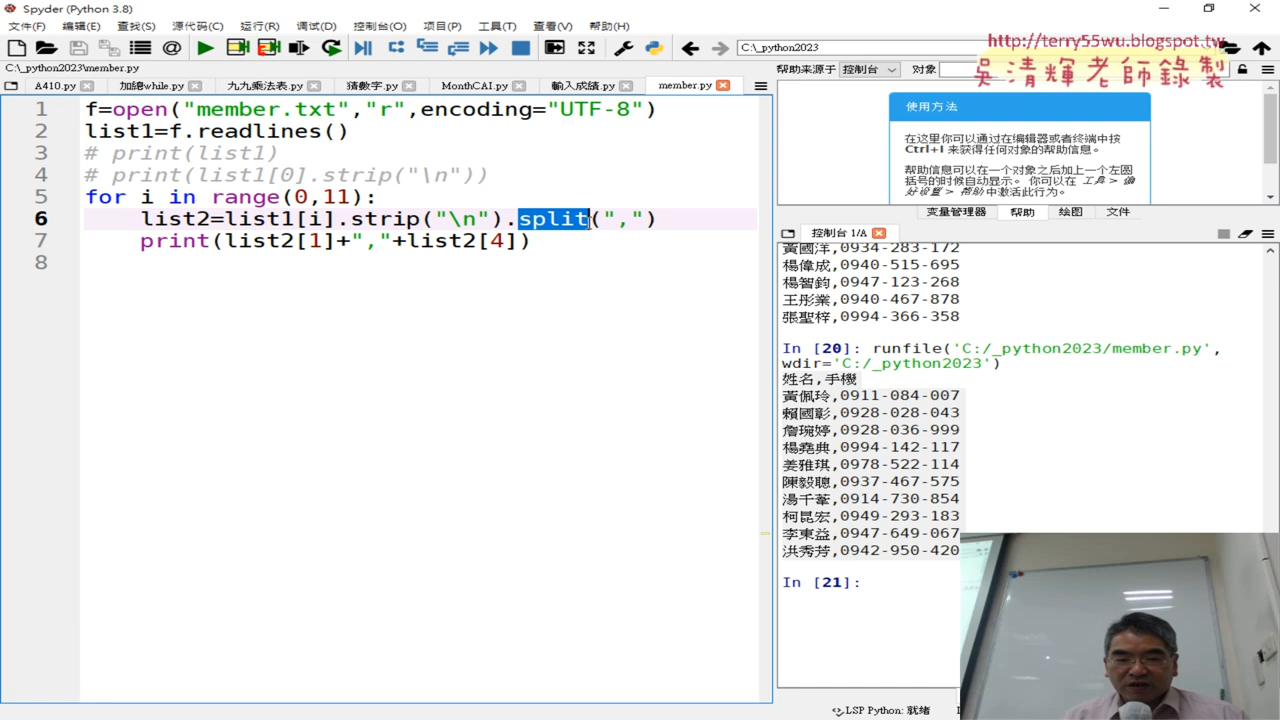 Spyder (Python 3.8)
文件(F) 编辑(E) 查找(S) 源代码(C) 运行(R) 调试(D) 控制台(O) 项目(P) 工具(T) 查看(V) 帮助(H)
C:\_python2023
http://terry55wu.blogspot.tw
吳清輝老師錄製
C:\_python2023\member.py
帮助来源于 控制台 对象
A410.py 加總while.py 九九乘法表.py 猜數字.py MonthCAI.py 輸入成績.py member.py
1 f=open("member.txt","r",encoding="UTF-8")
2 list1=f.readlines()
3 # print(list1)
4 # print(list1[0].strip("\n"))
5 for i in range(0,11):
6 list2=list1[i].strip("\n").split(",")
7 print(list2[1]+","+list2[4])
8
使用方法
在这里你可以通过在编辑器或者终端中按
Ctrl+I 来获得任何对象的帮助信息。
帮助信息可以在一个对象之后加上一个左圆
括号的时候自动显示。 你可以在 工具 > 偏
好设置 > 帮助 中激活此行为。
变量管理器 帮助 绘图 文件
控制台 1/A
黃國洋,0934-283-172
楊偉成,0940-515-695
楊智鈞,0947-123-268
王彤業,0940-467-878
張聖梓,0994-366-358
In [20]: runfile('C:/_python2023/member.py',
wdir='C:/_python2023')
姓名,手機
黃佩玲,0911-084-007
賴國彰,0928-028-043
詹琬婷,0928-036-999
楊堯典,0994-142-117
姜雅琪,0978-522-114
陳毅聰,0937-467-575
湯千葦,0914-730-854
柯昆宏,0949-293-183
李東益,0947-649-067
洪秀芬,0942-950-420
In [21]:
LSP Python: 就绪